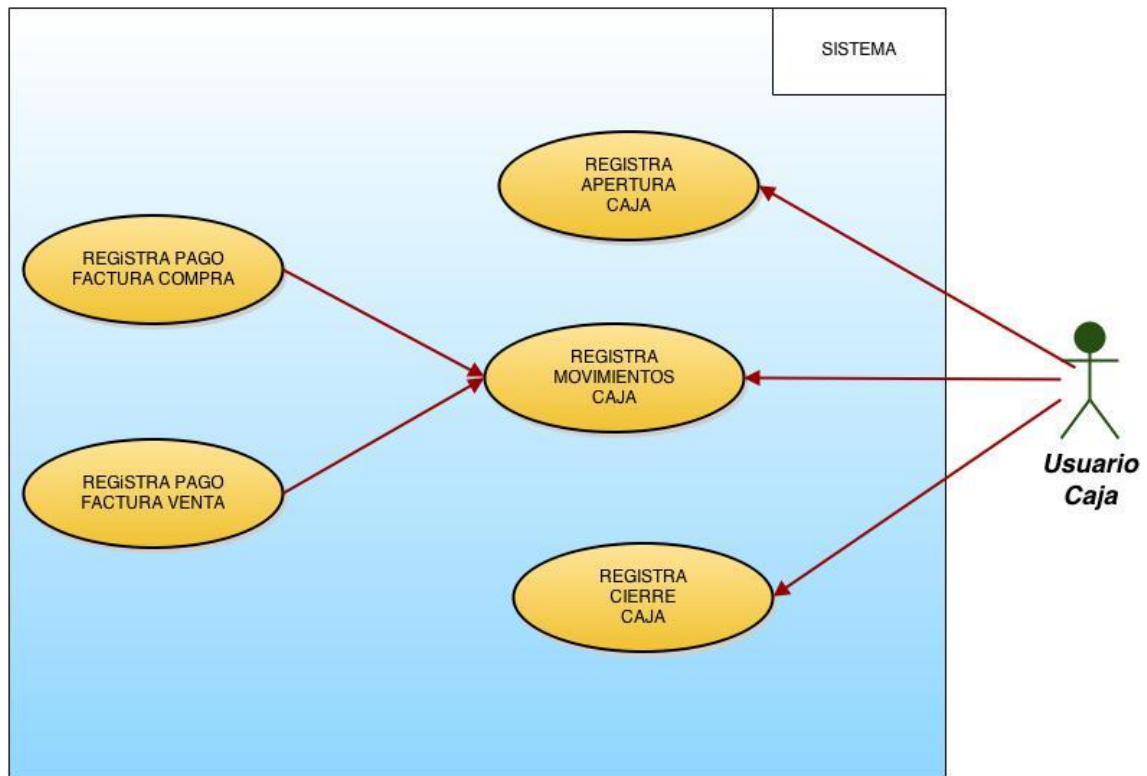 SISTEMA
REGISTRA
APERTURA
CAJA
REGiSTRA PAGO
FACTURA COMPRA
REGISTRA
MOVIMIENTOS
CAJA
REGiSTRA PAGO
FACTURA VENTA
REGISTRA
CIERRE
CAJA
Usuario
Caja